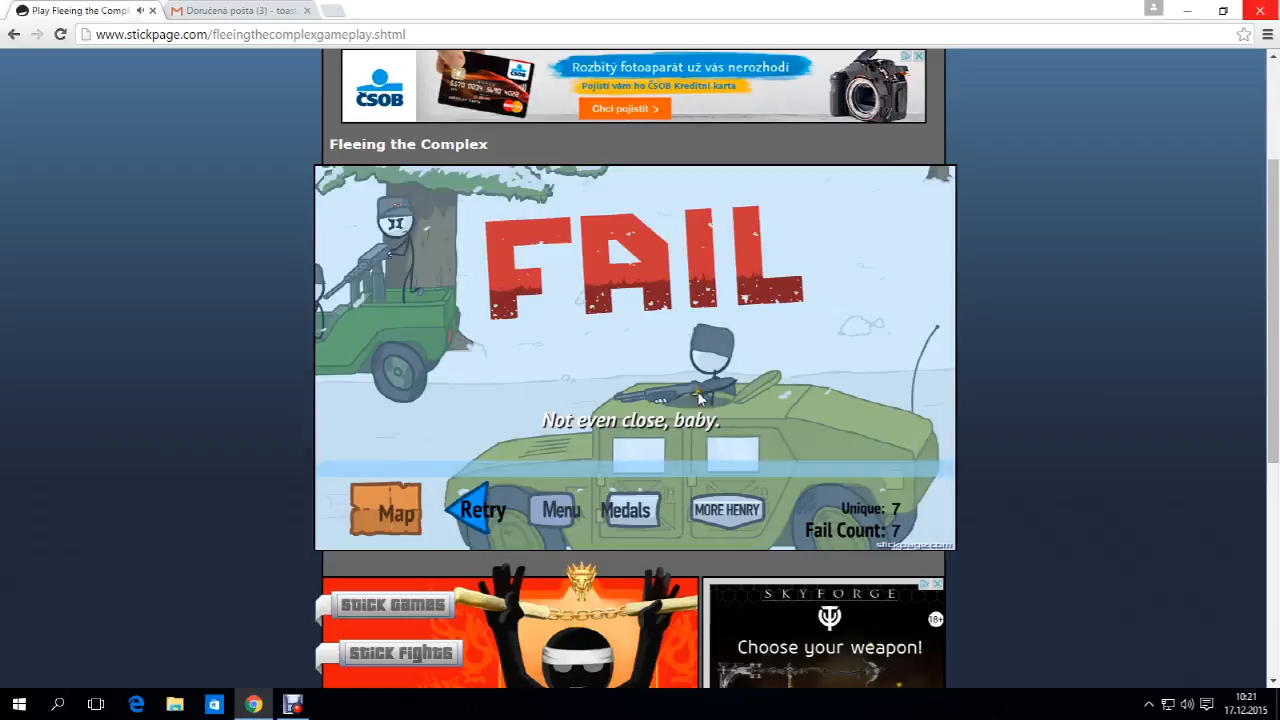 Play Fleeing the Comple
Doručená pošta (3) - toast
www.stickpage.com/fleeingthecomplexgameplay.shtml
ČSOB
Rozbitý fotoaparát už vás nerozhodí
Pojistí vám ho ČSOB Kreditní karta
Chci pojistit >
Fleeing the Complex
FAIL
Not even close, baby.
Map
Retry
Menu
Medals
MORE HENRY
Unique: 7
Fail Count: 7
stickpage.com
STICK GAMES
STICK FIGHTS
SKYFORGE
18+
Choose your weapon!
10:21
17.12.2015